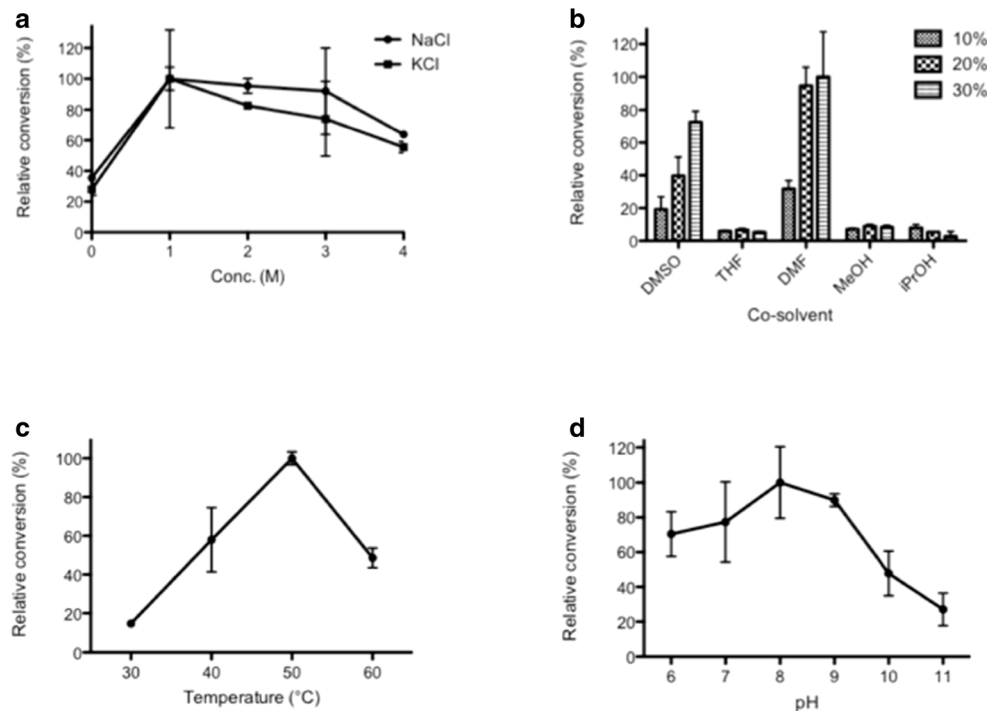 a
Relative conversion (%)
120
100
80
60
40
20
0
0 1 2 3 4
Conc. (M)
NaCl
KCl
b
Relative conversion (%)
120
100
80
60
40
20
0
DMSO THF DMF MeOH iPrOH
Co-solvent
10%
20%
30%
c
Relative conversion (%)
100
80
60
40
20
0
30 40 50 60
Temperature (°C)
d
Relative conversion (%)
120
100
80
60
40
20
0
6 7 8 9 10 11
pH